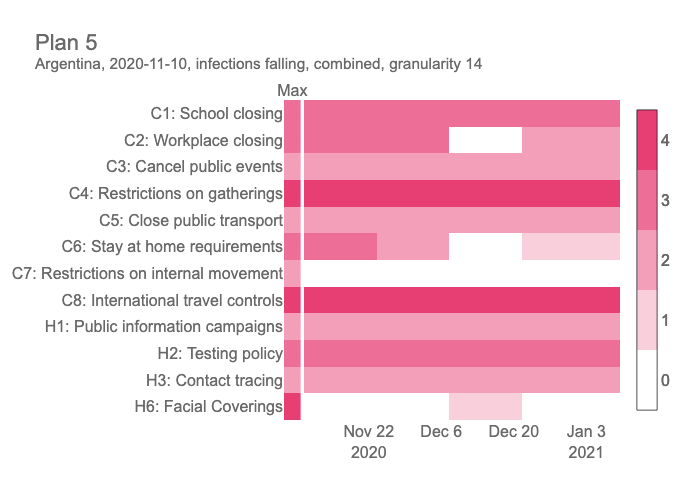 Plan 5
Argentina, 2020-11-10, infections falling, combined, granularity 14
Max
C1: School closing
C2: Workplace closing
C3: Cancel public events
C4: Restrictions on gatherings
C5: Close public transport
C6: Stay at home requirements
C7: Restrictions on internal movement
C8: International travel controls
H1: Public information campaigns
H2: Testing policy
H3: Contact tracing
H6: Facial Coverings
4
3
2
1
0
Nov 22 Dec 6 Dec 20 Jan 3
2020 2021